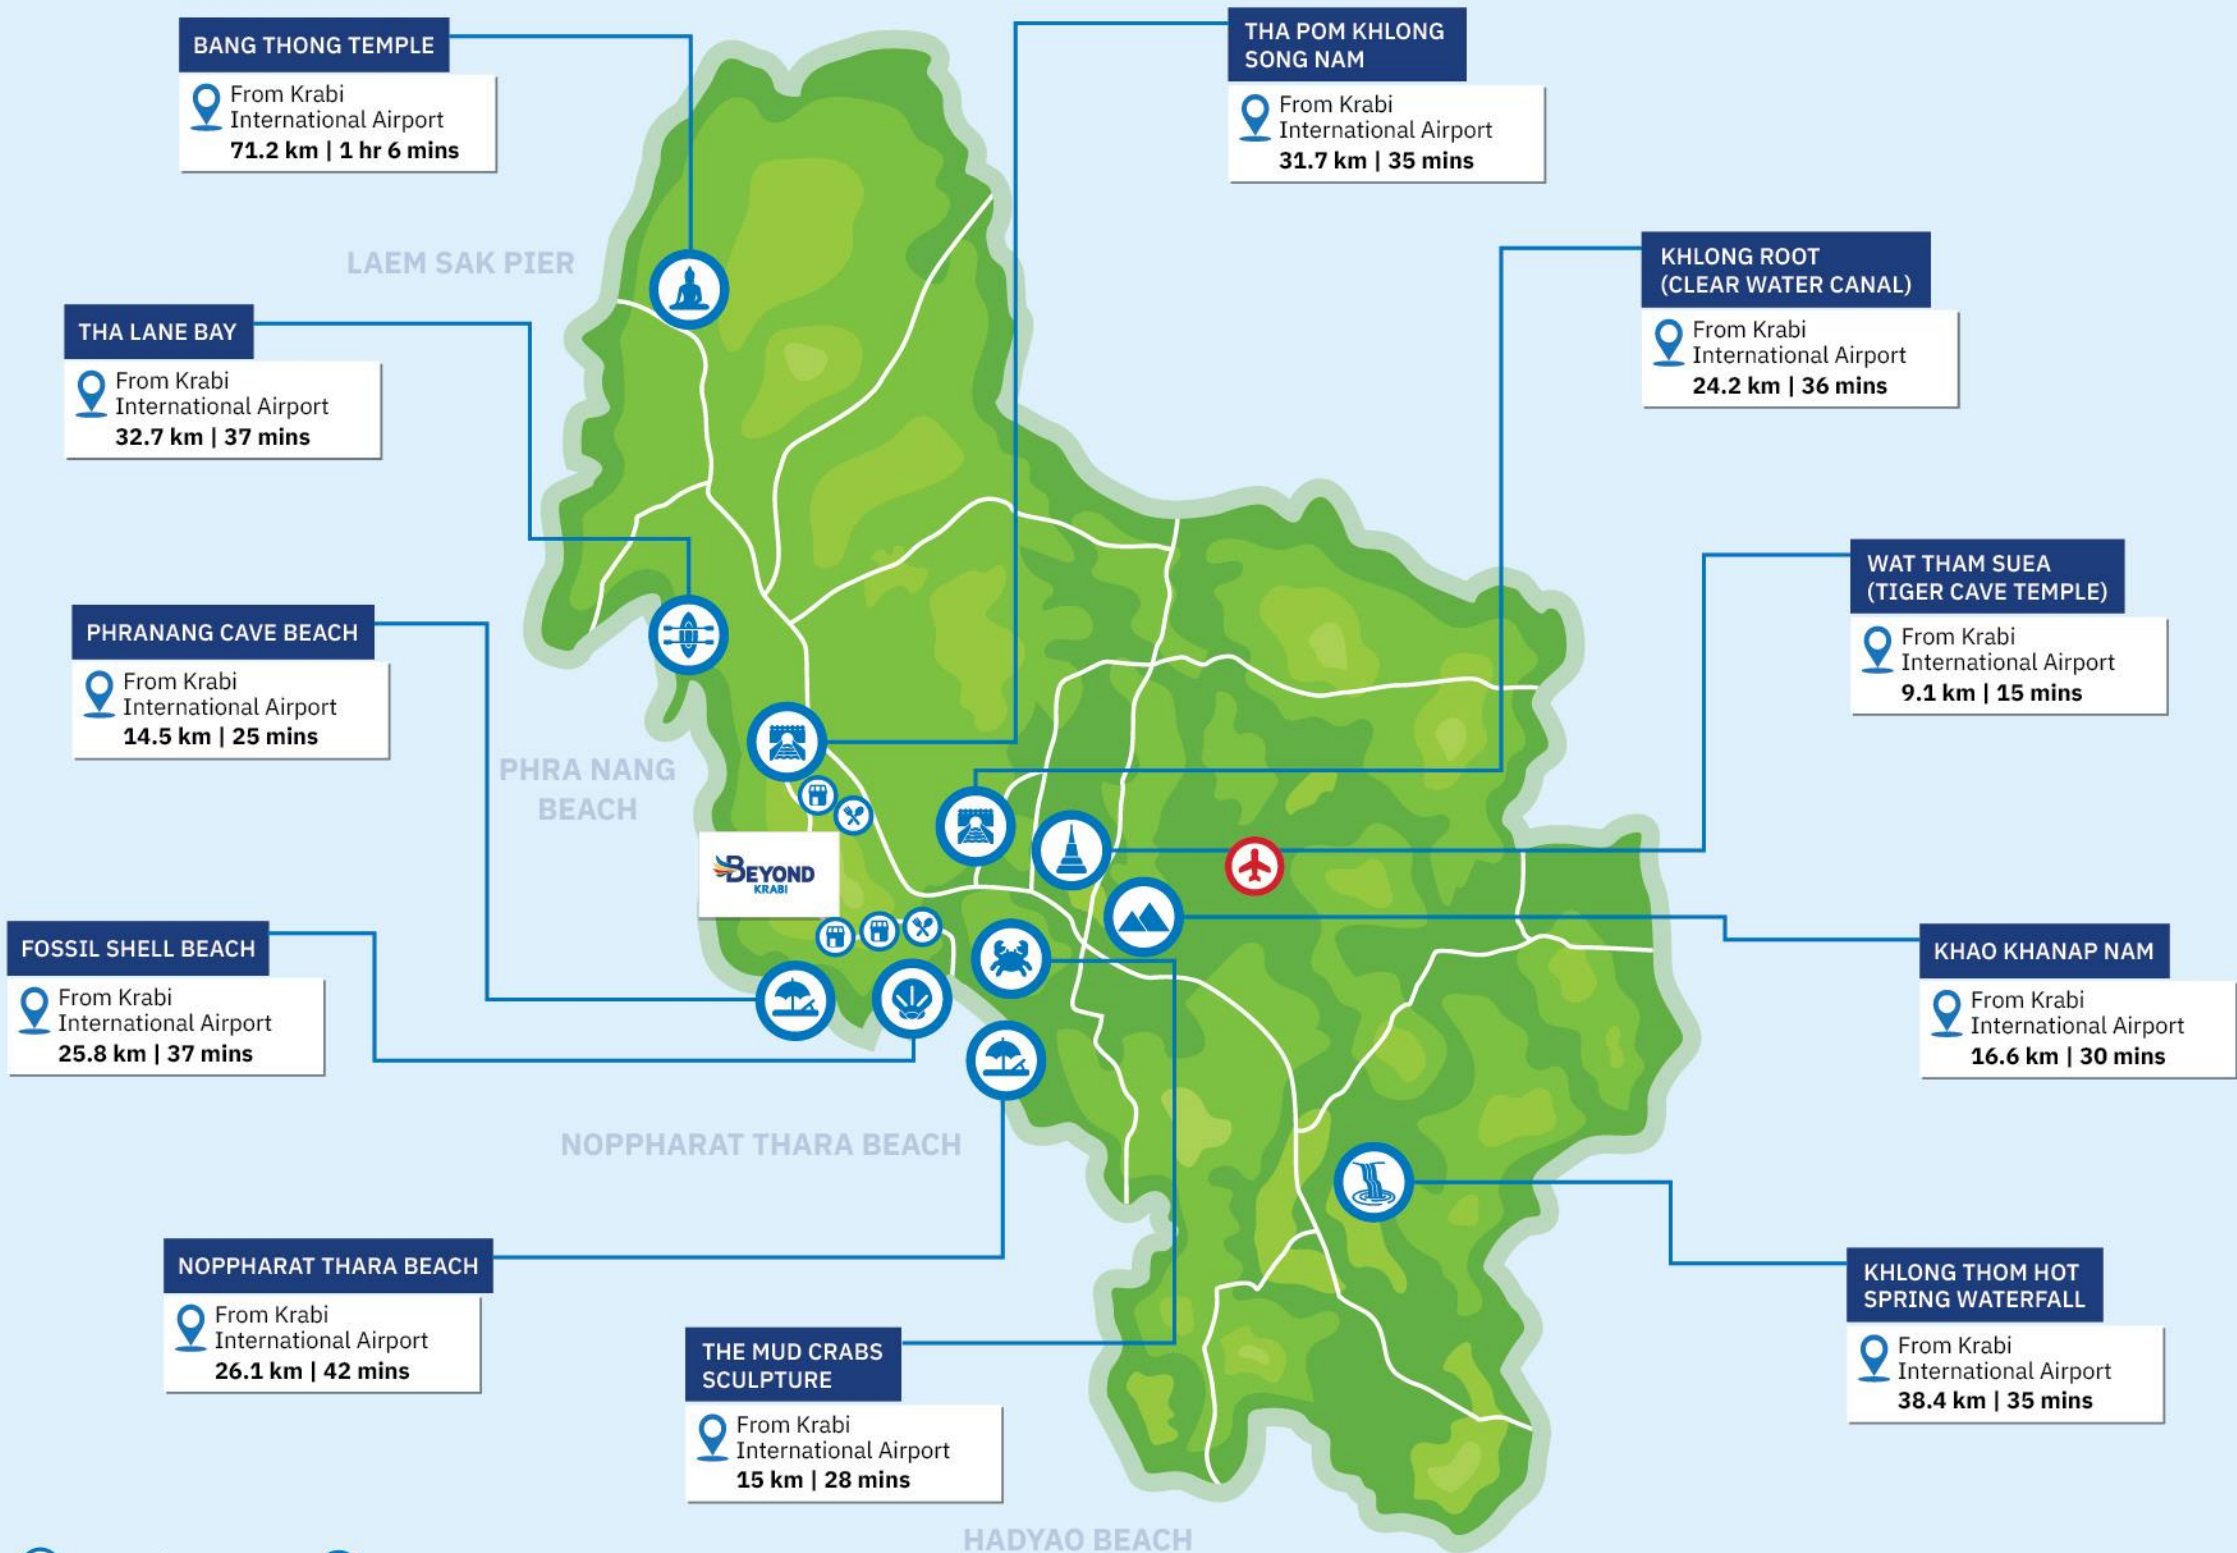 BANG THONG TEMPLE
From Krabi
International Airport
71.2 km | 1 hr 6 mins
THA POM KHLONG
SONG NAM
From Krabi
International Airport
31.7 km | 35 mins
KHLONG ROOT
(CLEAR WATER CANAL)
From Krabi
International Airport
24.2 km | 36 mins
LAEM SAK PIER
THA LANE BAY
From Krabi
International Airport
32.7 km | 37 mins
WAT THAM SUEA
(TIGER CAVE TEMPLE)
From Krabi
International Airport
9.1 km | 15 mins
PHRANANG CAVE BEACH
From Krabi
International Airport
14.5 km | 25 mins
PHRA NANG
BEACH
BEYOND
KRABI
FOSSIL SHELL BEACH
From Krabi
International Airport
25.8 km | 37 mins
KHAO KHANAP NAM
From Krabi
International Airport
16.6 km | 30 mins
NOPPHARAT THARA BEACH
NOPPHARAT THARA BEACH
From Krabi
International Airport
26.1 km | 42 mins
KHLONG THOM HOT
SPRING WATERFALL
From Krabi
International Airport
38.4 km | 35 mins
THE MUD CRABS
SCULPTURE
From Krabi
International Airport
15 km | 28 mins
HADYAO BEACH